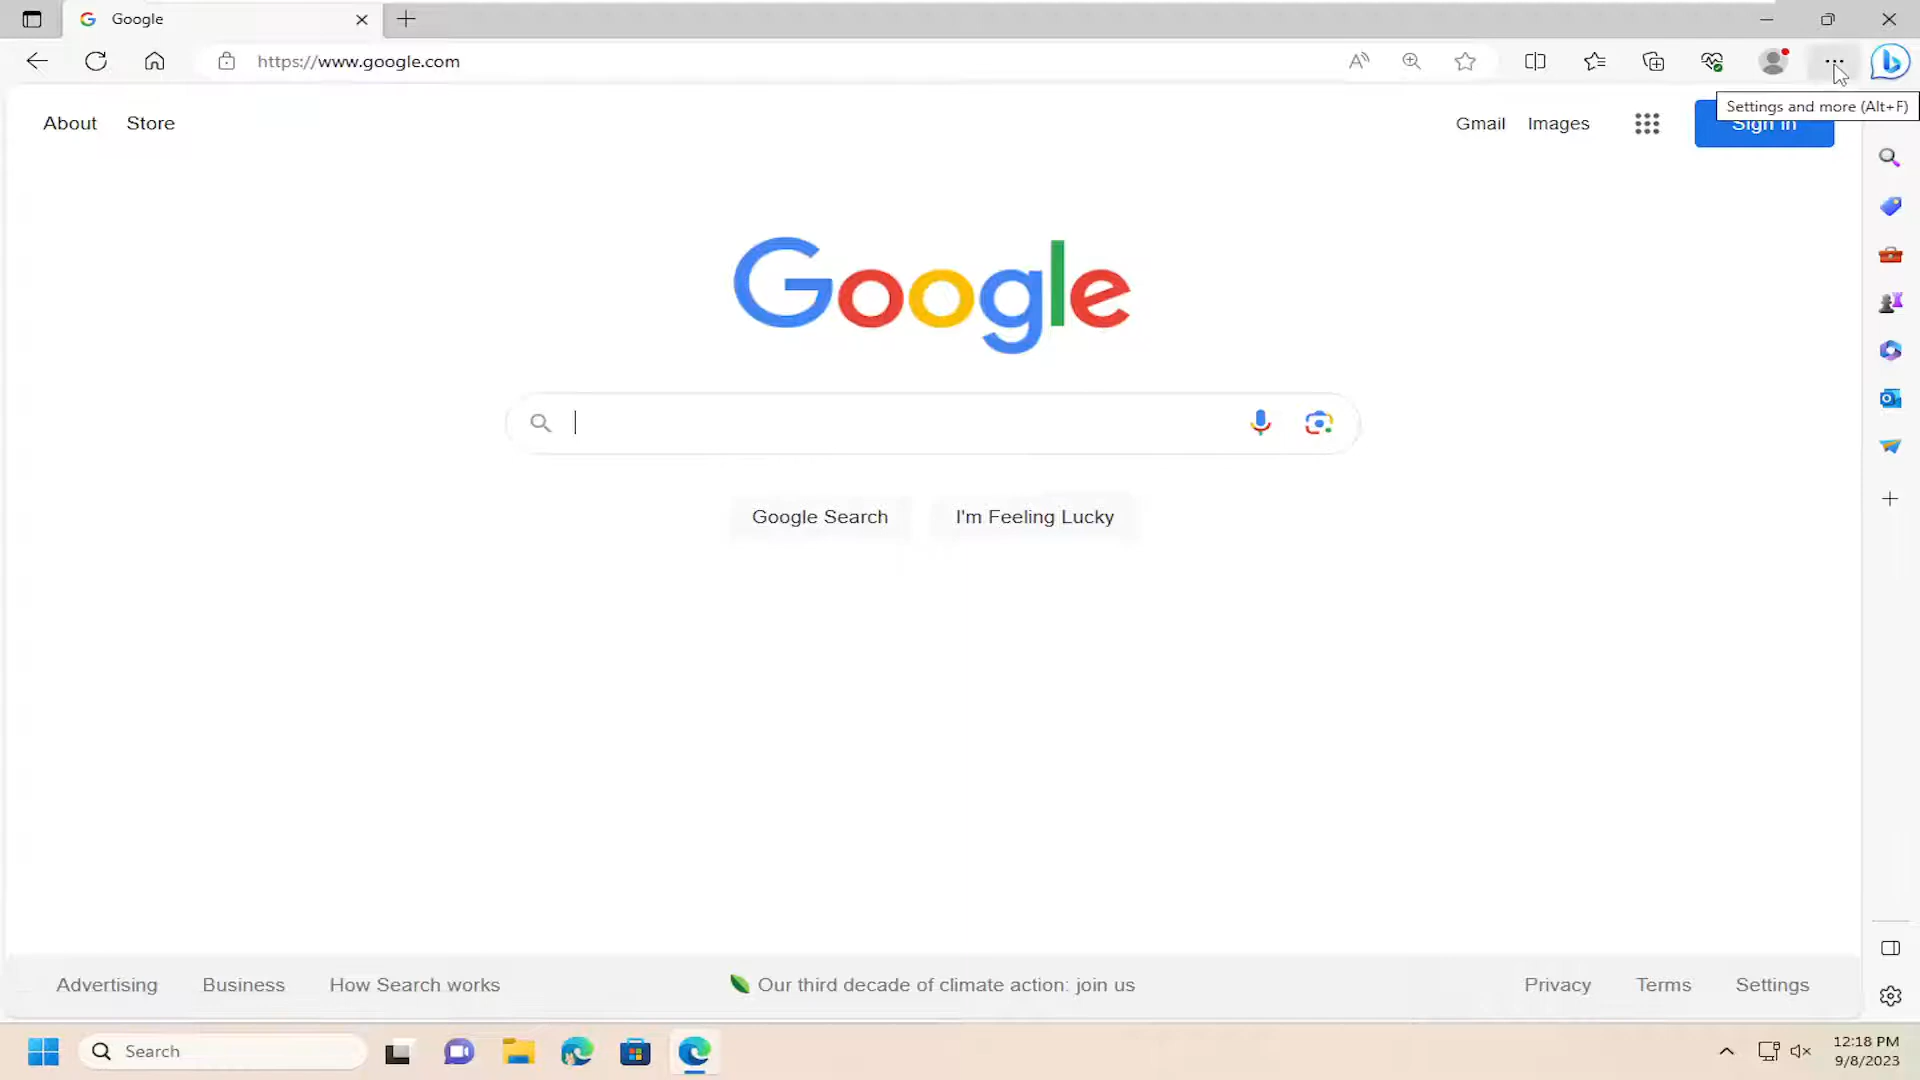 Google
https://www.google.com
Settings and more (Alt+F)
About Store
Gmail Images
Sign in
Google
Google Search
I'm Feeling Lucky
Advertising Business How Search works
Our third decade of climate action: join us
Privacy Terms Settings
Search
12:18 PM
9/8/2023